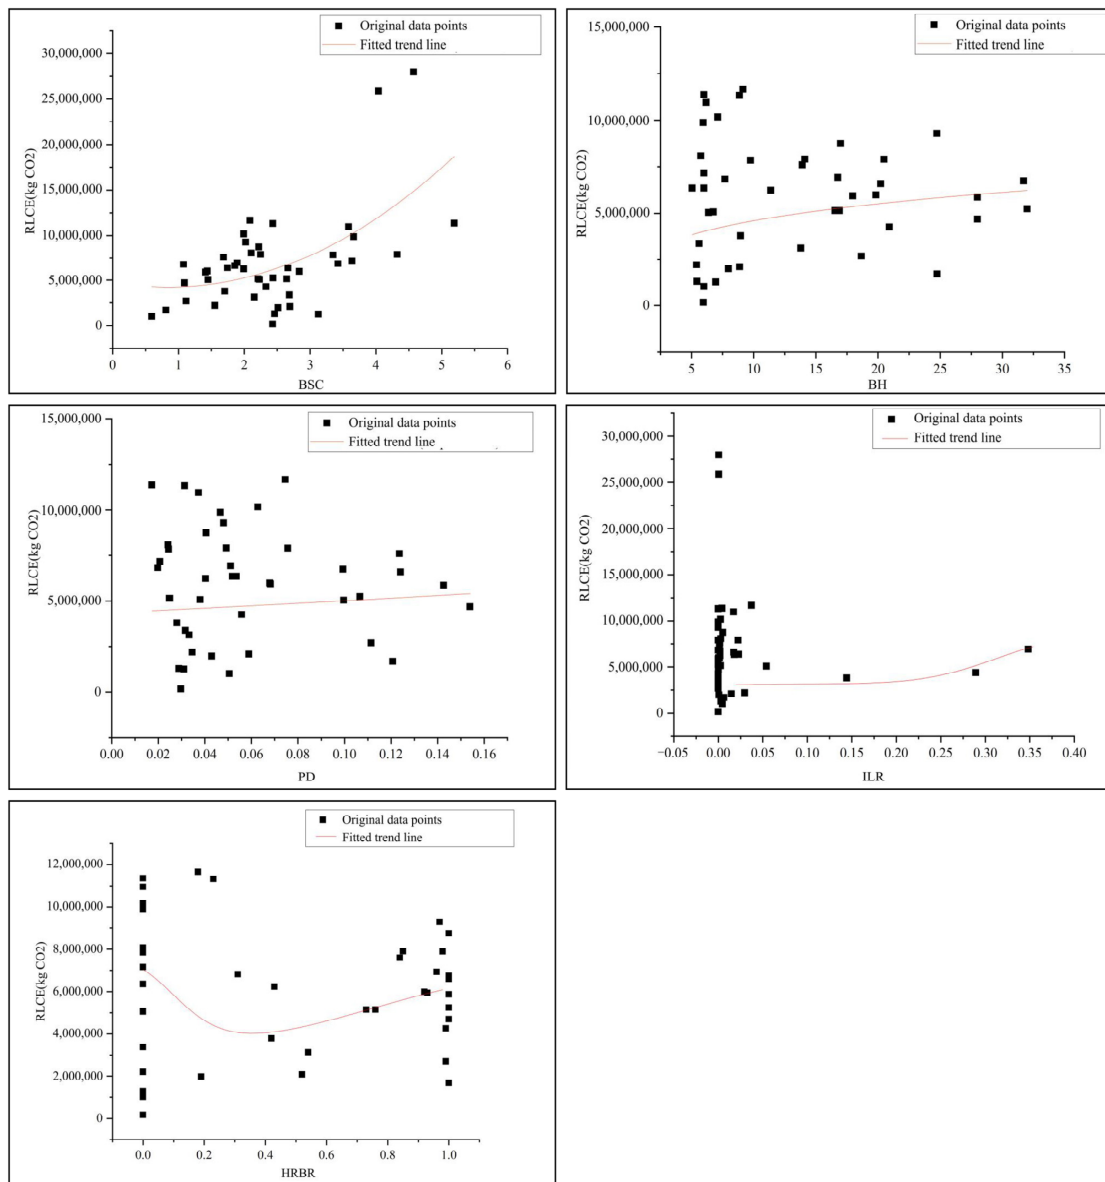 Original data points
Fitted trend line
RLCE(kg CO2)
30,000,000
25,000,000
20,000,000
15,000,000
10,000,000
5,000,000
0
0 1 2 3 4 5 6
BSC
Original data points
Fitted trend line
RLCE(kg CO2)
15,000,000
10,000,000
5,000,000
0
5 10 15 20 25 30 35
BH
Original data points
Fitted trend line
RLCE(kg CO2)
15,000,000
10,000,000
5,000,000
0
0.00 0.02 0.04 0.06 0.08 0.10 0.12 0.14 0.16
PD
Original data points
Fitted trend line
RLCE(kg CO2)
30,000,000
25,000,000
20,000,000
15,000,000
10,000,000
5,000,000
0
−0.05 0.00 0.05 0.10 0.15 0.20 0.25 0.30 0.35 0.40
ILR
Original data points
Fitted trend line
RLCE(kg CO2)
12,000,000
10,000,000
8,000,000
6,000,000
4,000,000
2,000,000
0
0.0 0.2 0.4 0.6 0.8 1.0
HRBR